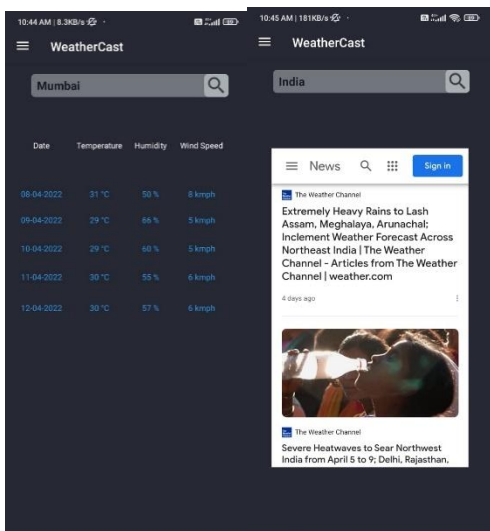 10:44 AM | 8.3KB/s
WeatherCast
Mumbai
Date Temperature Humidity Wind Speed
08-04-2022 31 °C 50 % 8 kmph
09-04-2022 29 °C 66 % 5 kmph
10-04-2022 29 °C 60 % 5 kmph
11-04-2022 30 °C 55 % 6 kmph
12-04-2022 30 °C 57 % 6 kmph
10:45 AM | 181KB/s
WeatherCast
India
News Sign in
The Weather Channel
Extremely Heavy Rains to Lash
Assam, Meghalaya, Arunachal;
Inclement Weather Forecast Across
Northeast India | The Weather
Channel - Articles from The Weather
Channel | weather.com
4 days ago
The Weather Channel
Severe Heatwaves to Sear Northwest
India from April 5 to 9; Delhi, Rajasthan,